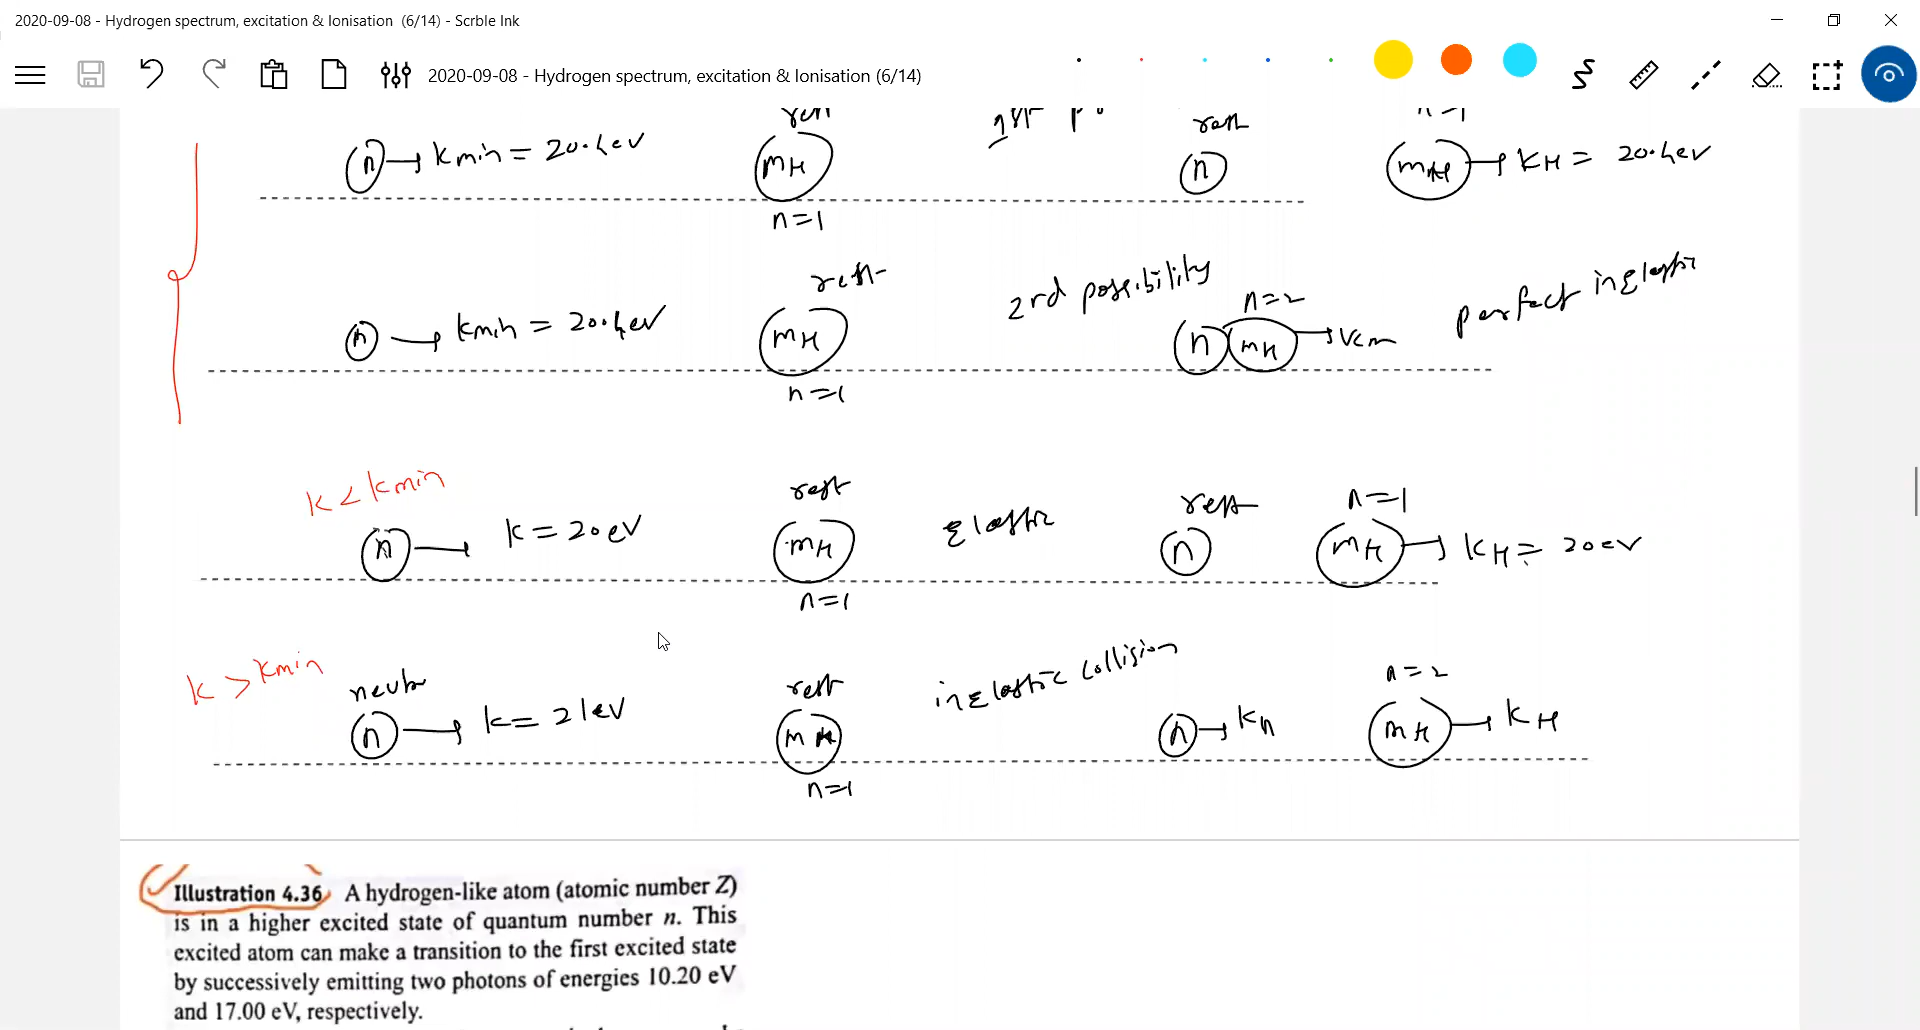 2020-09-08 - Hydrogen spectrum, excitation & Ionisation (6/14) - Scrble Ink
2020-09-08 - Hydrogen spectrum, excitation & Ionisation (6/14)
rest
n=1
n → Kmin = 20.4eV mH rest n mH → KH = 20.4eV
n=1
rest 2nd possibility n=2 perfect inelastic
n → Kmin = 20.4eV mH n mH → Vcm
n=1
K < Kmin rest rest n=1
n → K = 20eV mH Elastic n mH → KH = 20eV
n=1
K > Kmin rest inElastic collision n=2
n → K = 21eV mH n → Kn mH → KH
n=1
Illustration 4.36 A hydrogen-like atom (atomic number Z)
is in a higher excited state of quantum number n. This
excited atom can make a transition to the first excited state
by successively emitting two photons of energies 10.20 eV
and 17.00 eV, respectively.